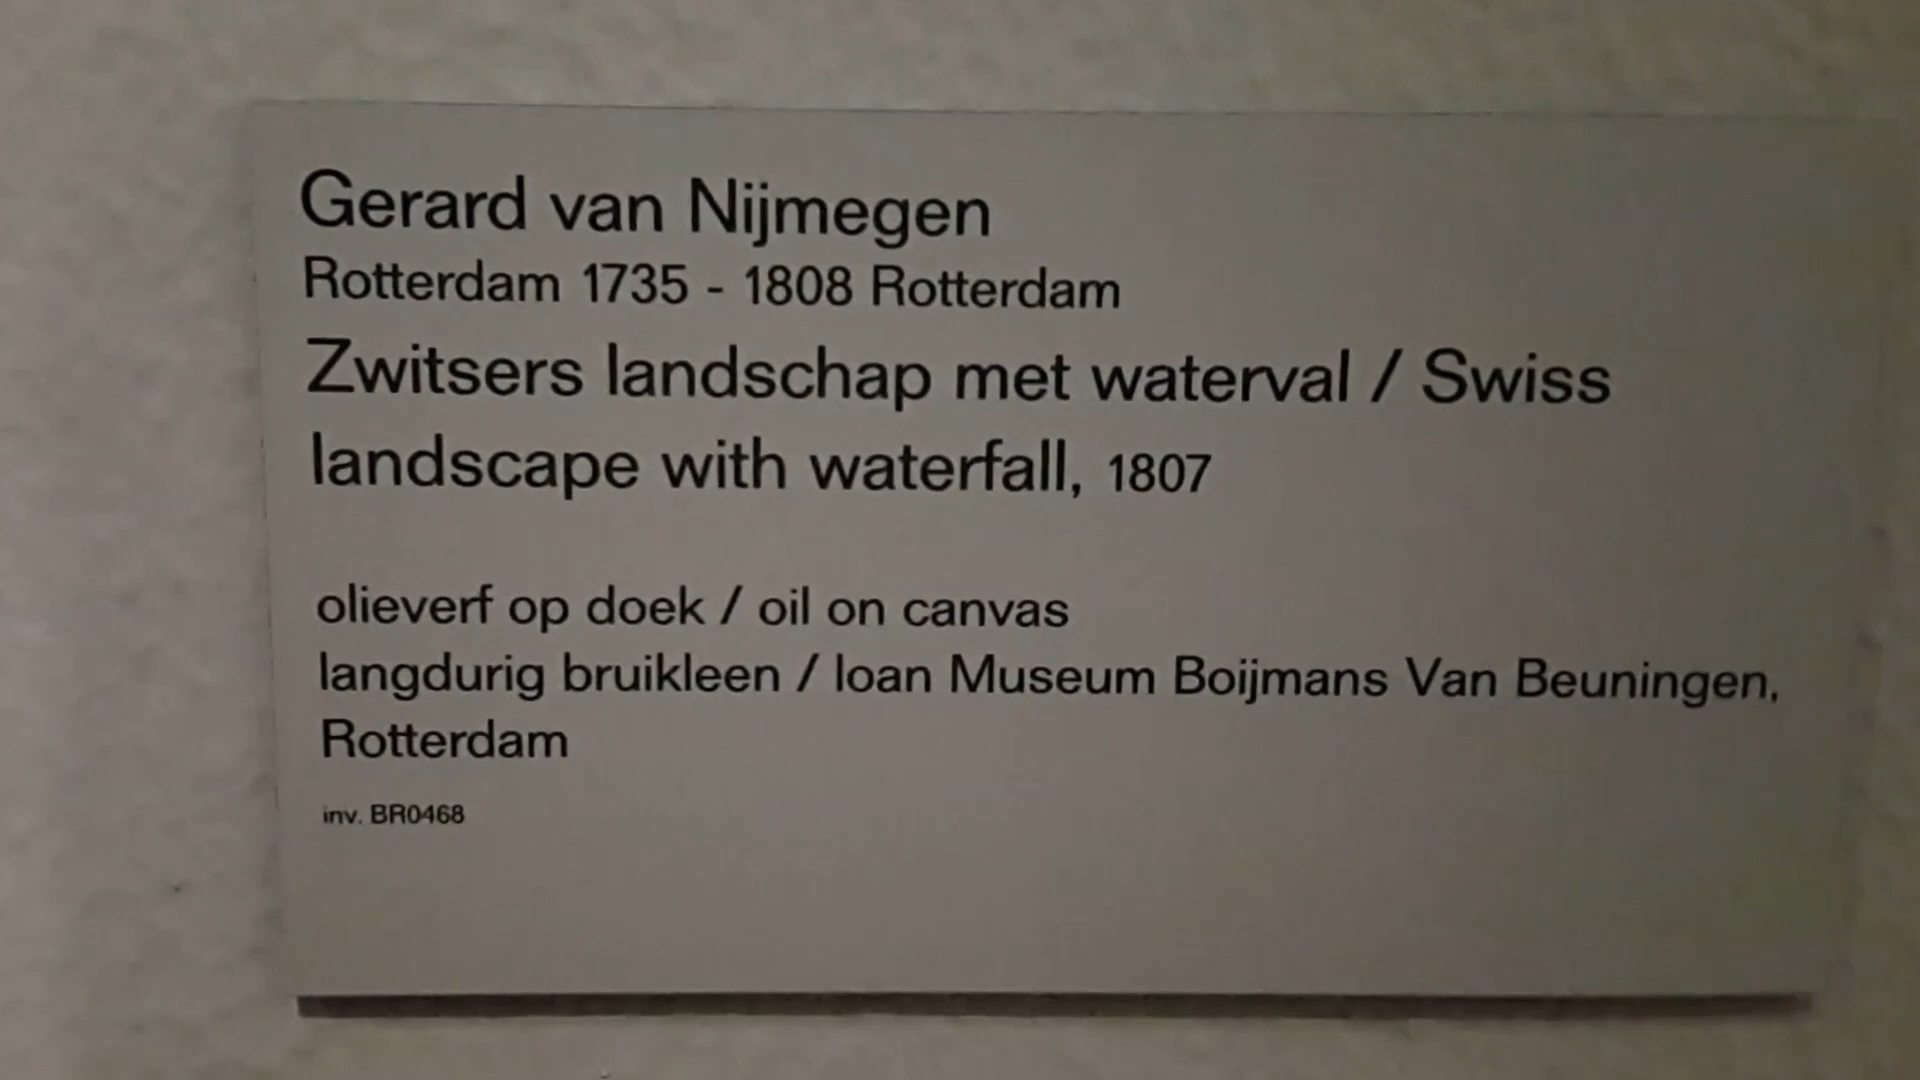 Gerard van Nijmegen
Rotterdam 1735 - 1808 Rotterdam
Zwitsers landschap met waterval / Swiss
landscape with waterfall, 1807
olieverf op doek / oil on canvas
langdurig bruikleen / loan Museum Boijmans Van Beuningen,
Rotterdam
inv. BR0468